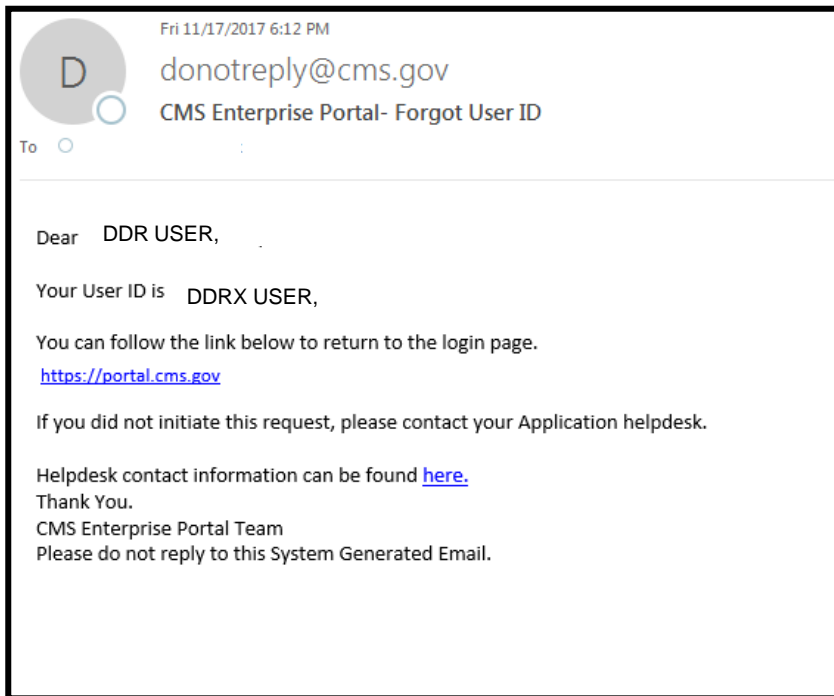 Fri 11/17/2017 6:12 PM
D
donotreply@cms.gov
CMS Enterprise Portal- Forgot User ID
To
Dear DDR USER,
Your User ID is DDRX USER,
You can follow the link below to return to the login page.
https://portal.cms.gov
If you did not initiate this request, please contact your Application helpdesk.
Helpdesk contact information can be found here.
Thank You.
CMS Enterprise Portal Team
Please do not reply to this System Generated Email.